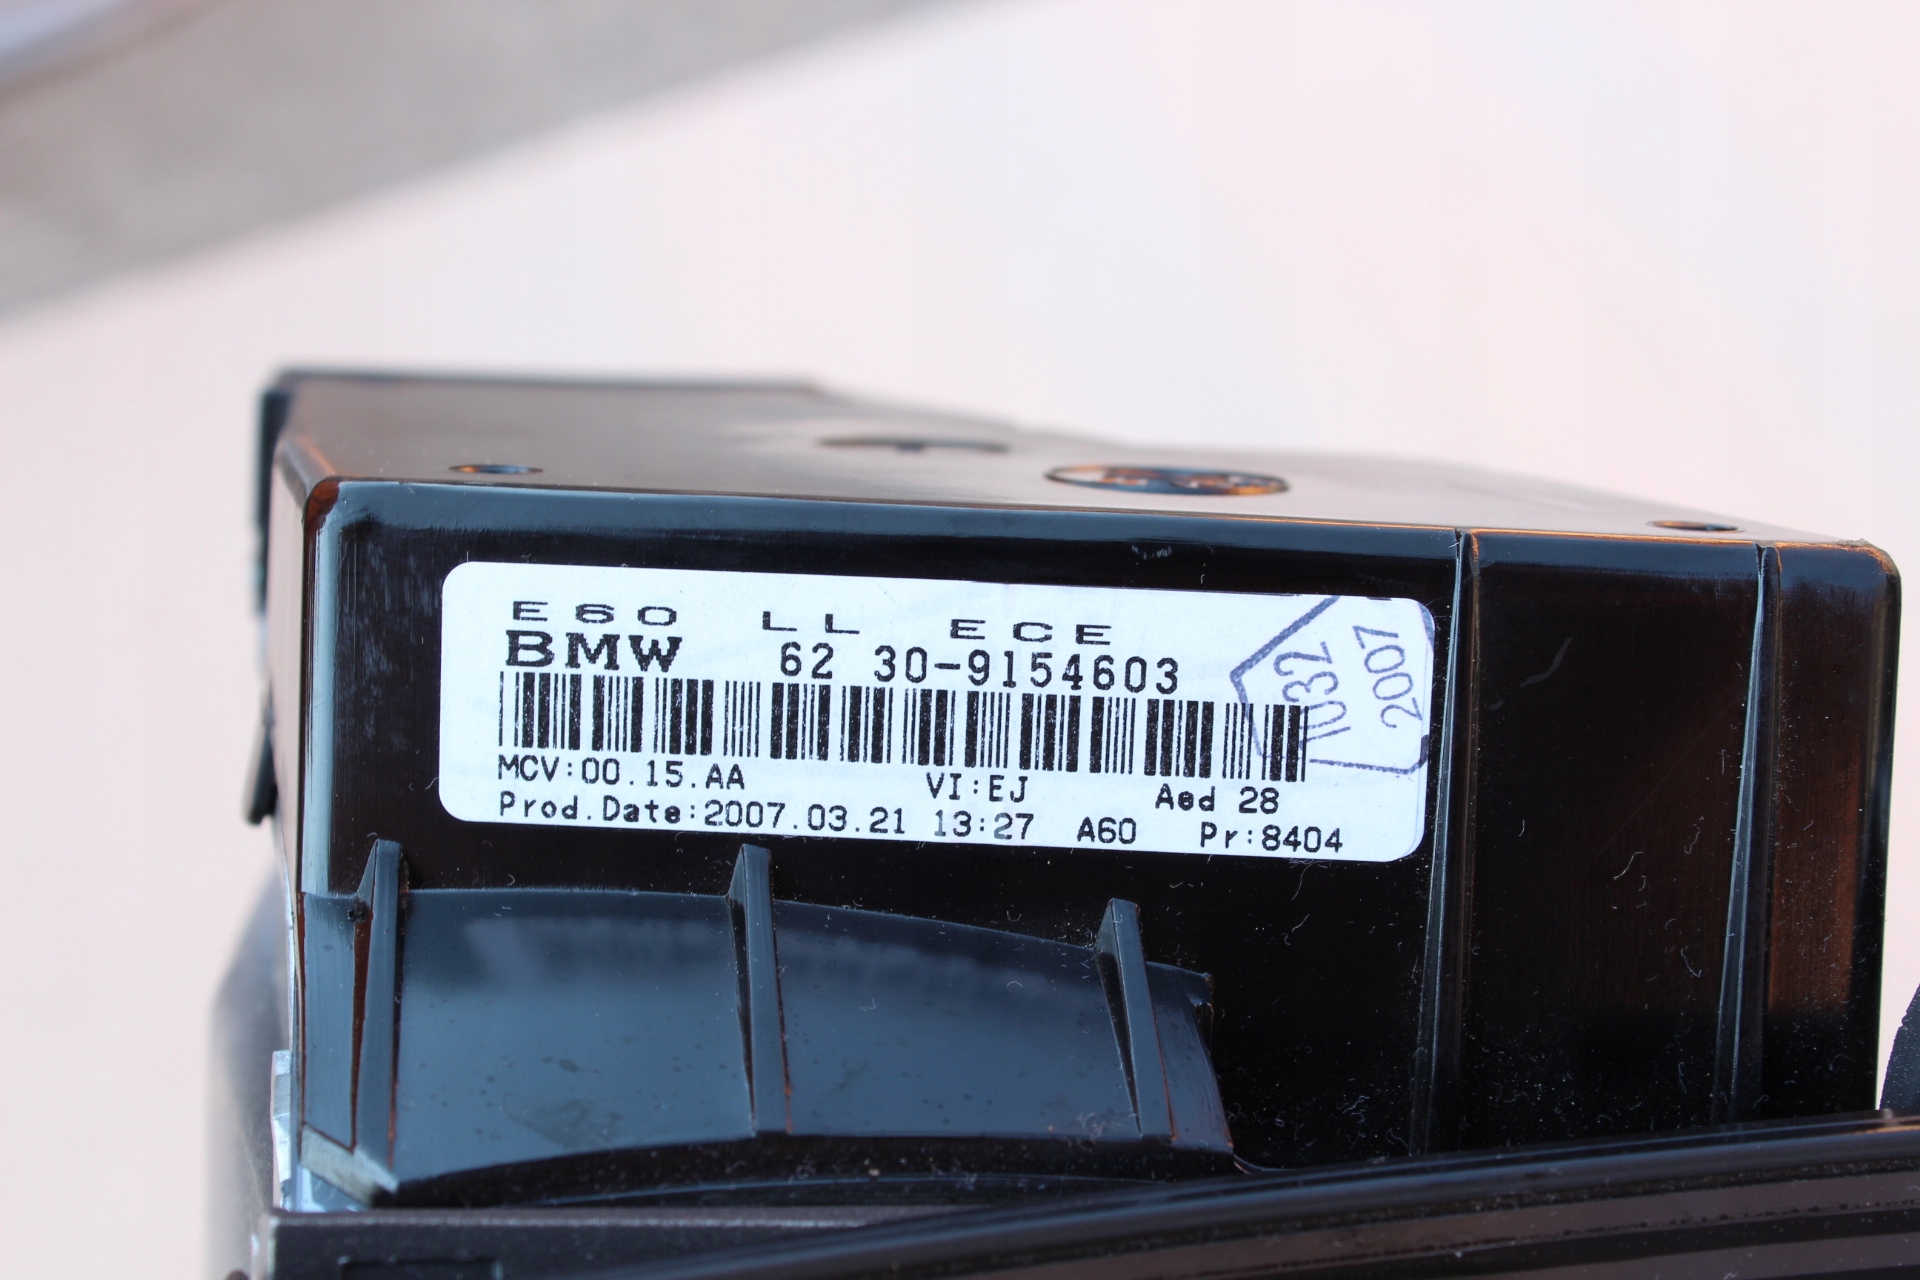 E60 LL ECE
BMW 62 30-9154603
MCV:00.15.AA VI:EJ Aed 28
Prod.Date:2007.03.21 13:27 A60 Pr:8404
1032
2007